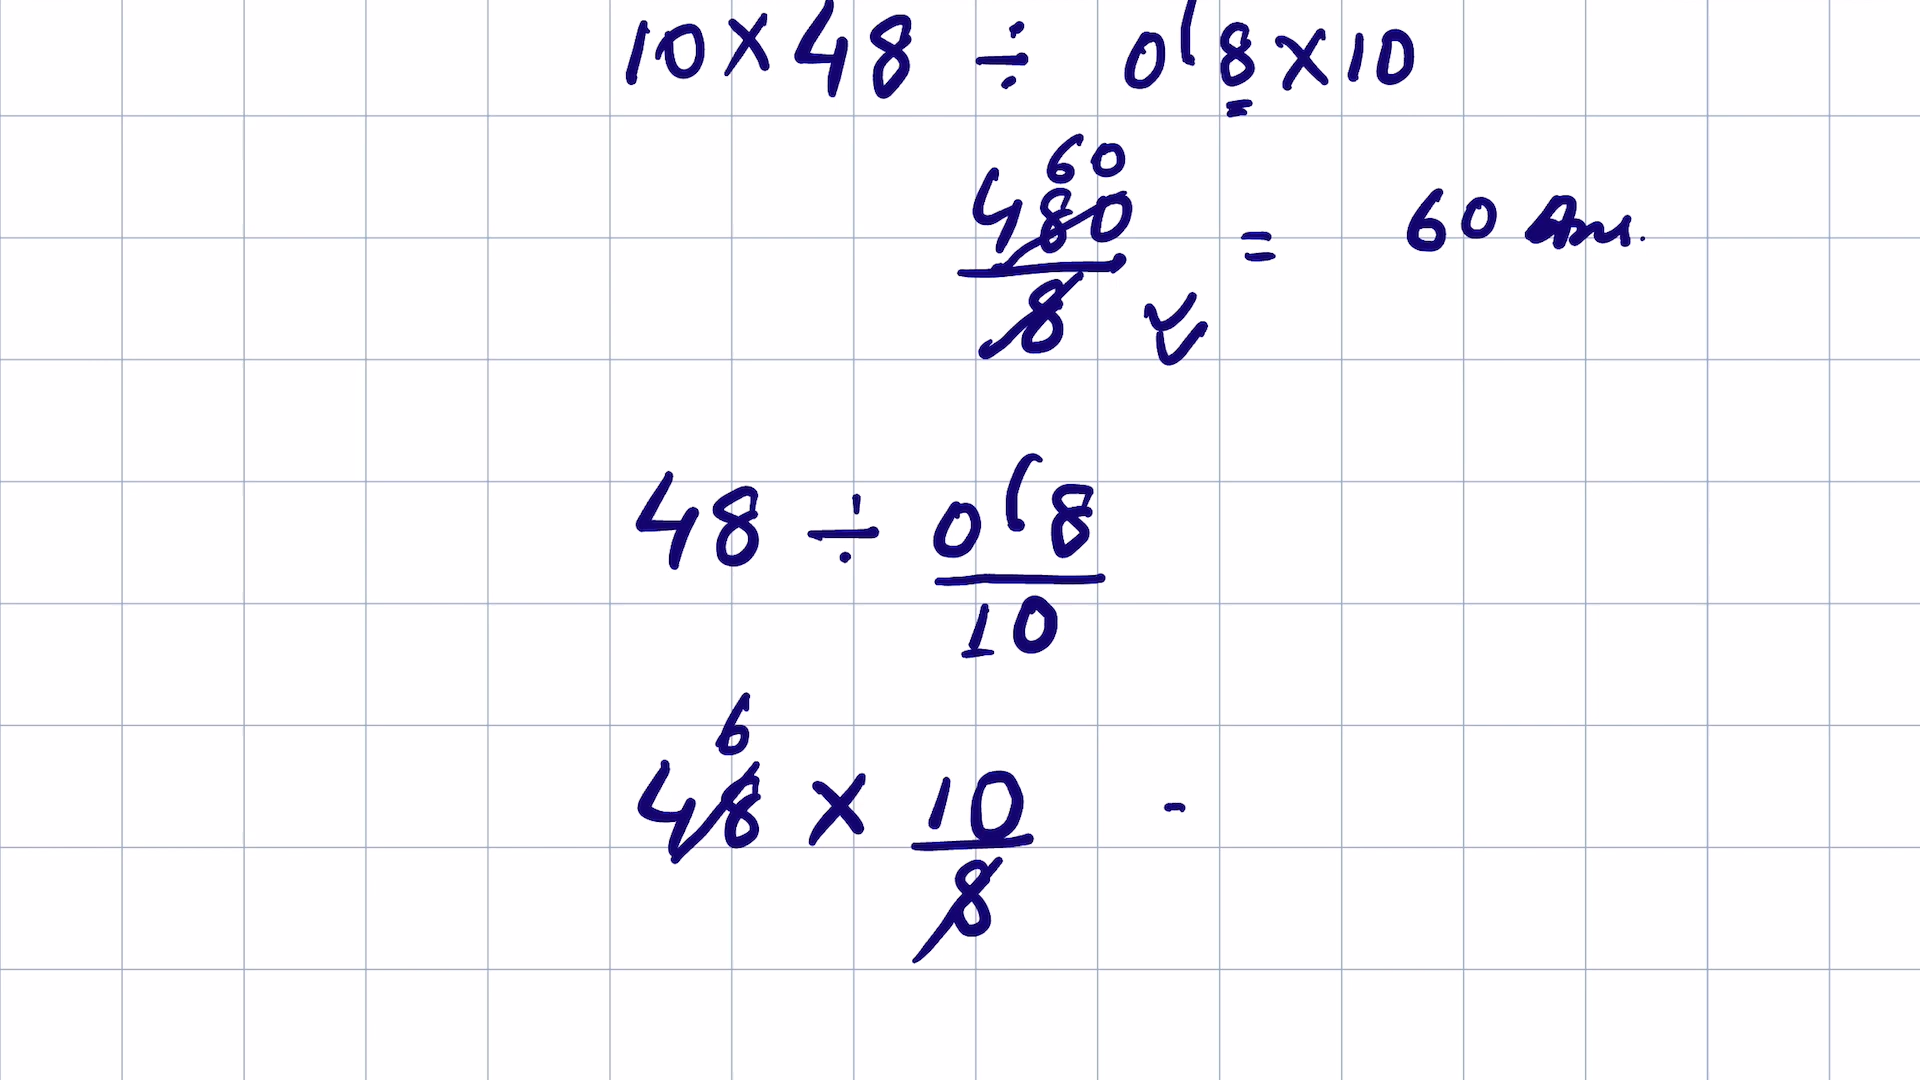 10 × 48 ÷ 0(8 × 10
60
480
= 60 Ans.
8
48 ÷ 0(8
10
6
48 × 10 -
8